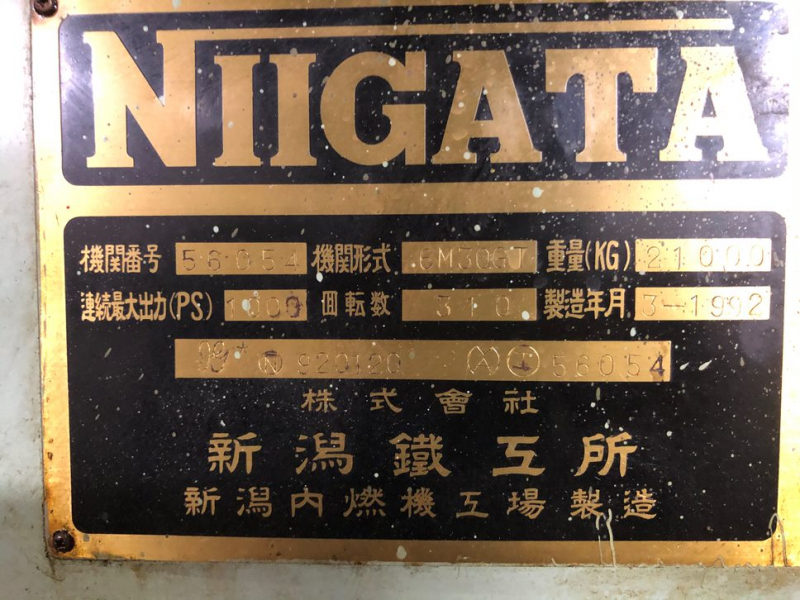 NIIGATA
機関番号 56054 機関形式 6M30GT 重量(KG) 21000
連続最大出力(PS) 1000 回転数 310 製造年月 3-1992
N 920120 56054
株式會社
新潟鐵工所
新潟内燃機工場製造